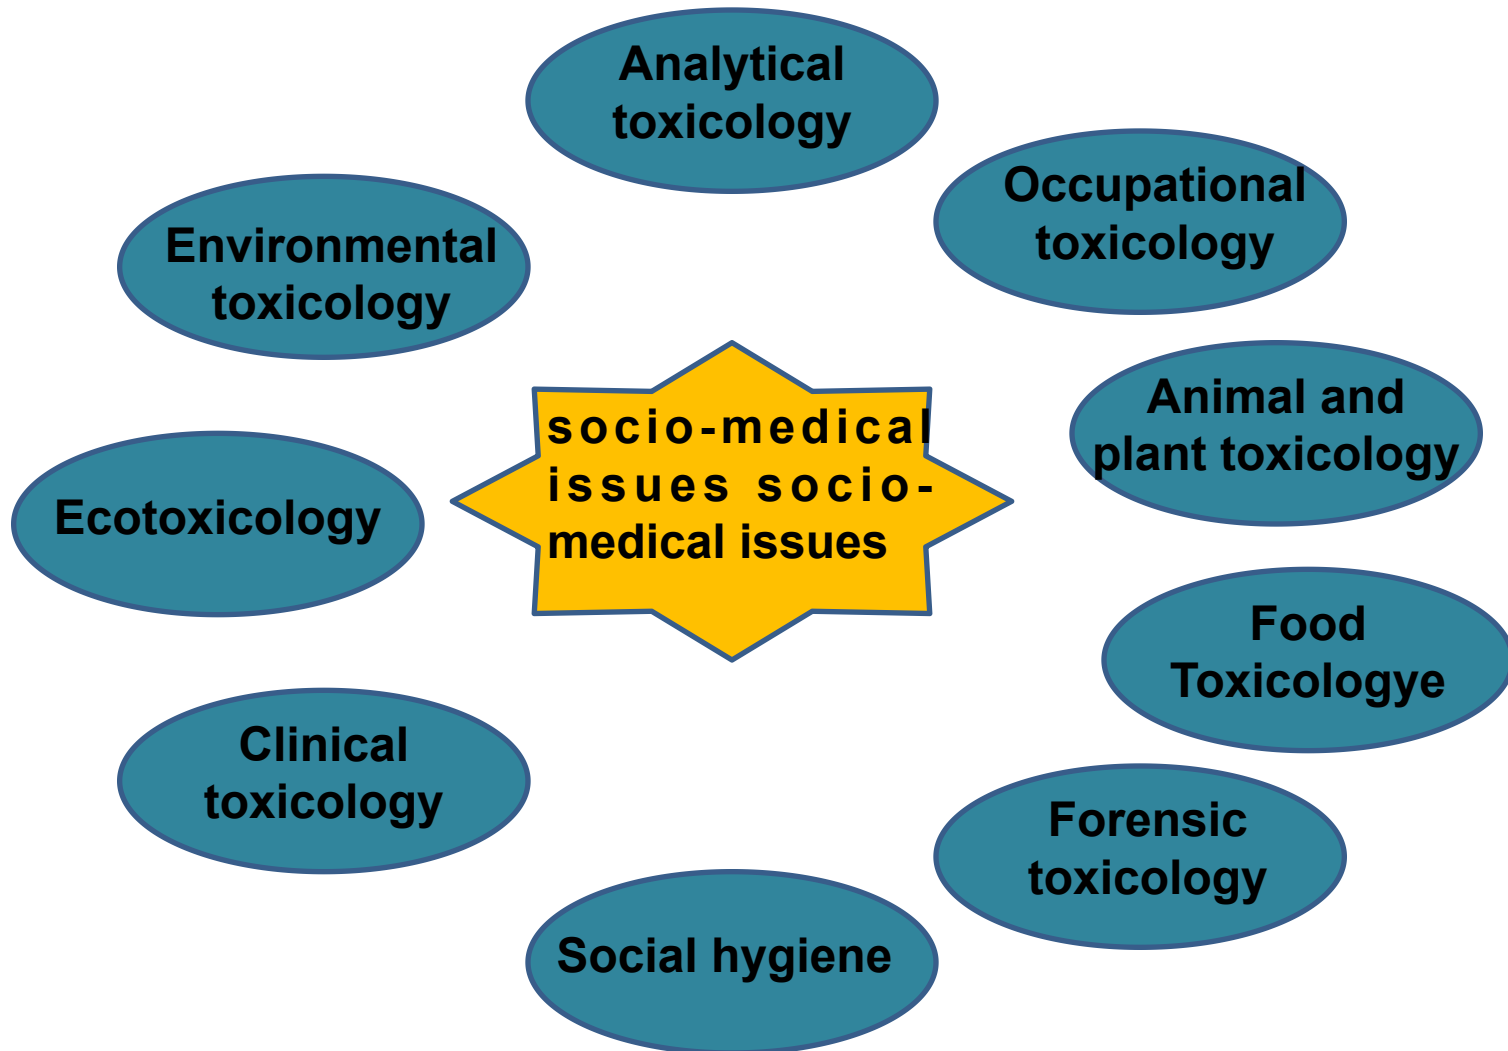 Analytical
toxicology
Occupational
toxicology
Environmental
toxicology
Animal and
plant toxicology
socio-medical
issues socio-
medical issues
Ecotoxicology
Food
Toxicologye
Clinical
toxicology
Forensic
toxicology
Social hygiene